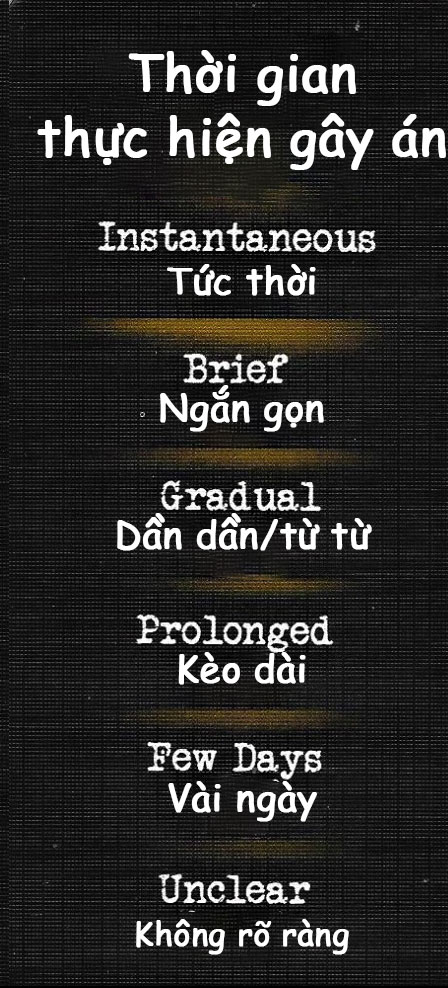 Thời gian
thực hiện gây án
Instantaneous
Tức thời
Brief
Ngắn gọn
Gradual
Dần dần/từ từ
Prolonged
Kèo dài
Few Days
Vài ngày
Unclear
Không rõ ràng